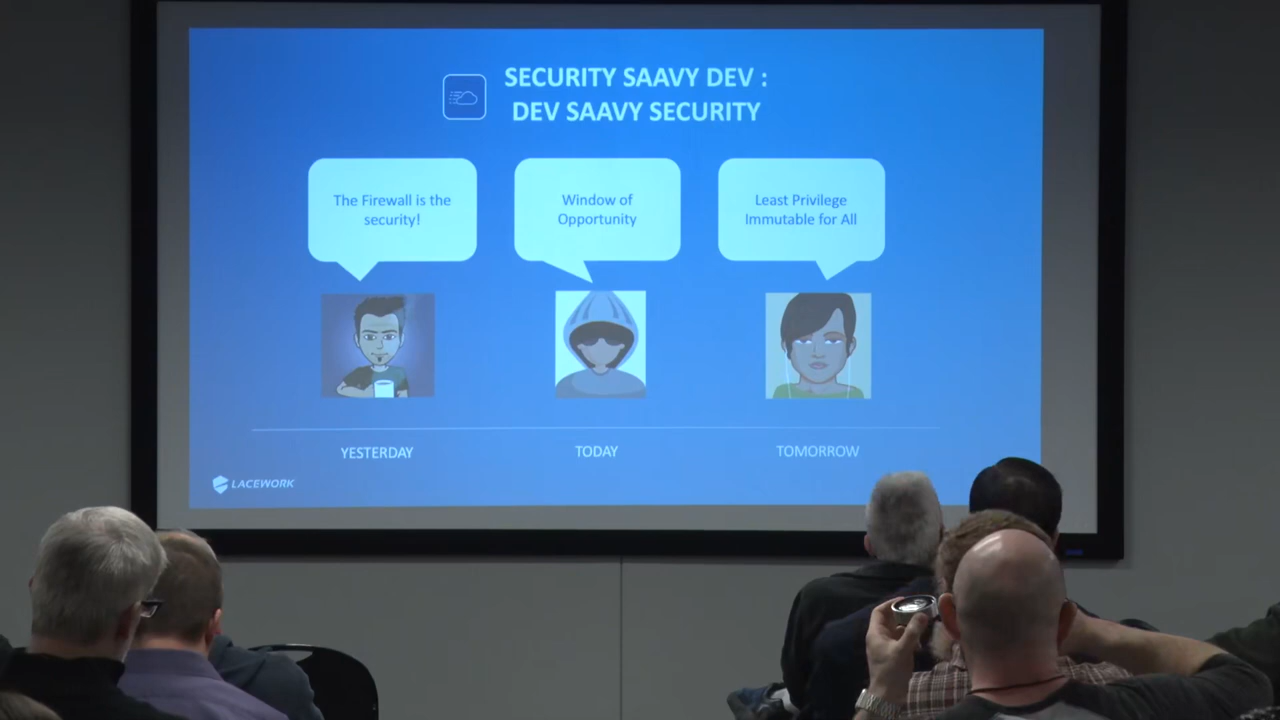 SECURITY SAAVY DEV :
DEV SAAVY SECURITY
The Firewall is the
security!
Window of
Opportunity
Least Privilege
Immutable for All
YESTERDAY
TODAY
TOMORROW
LACEWORK